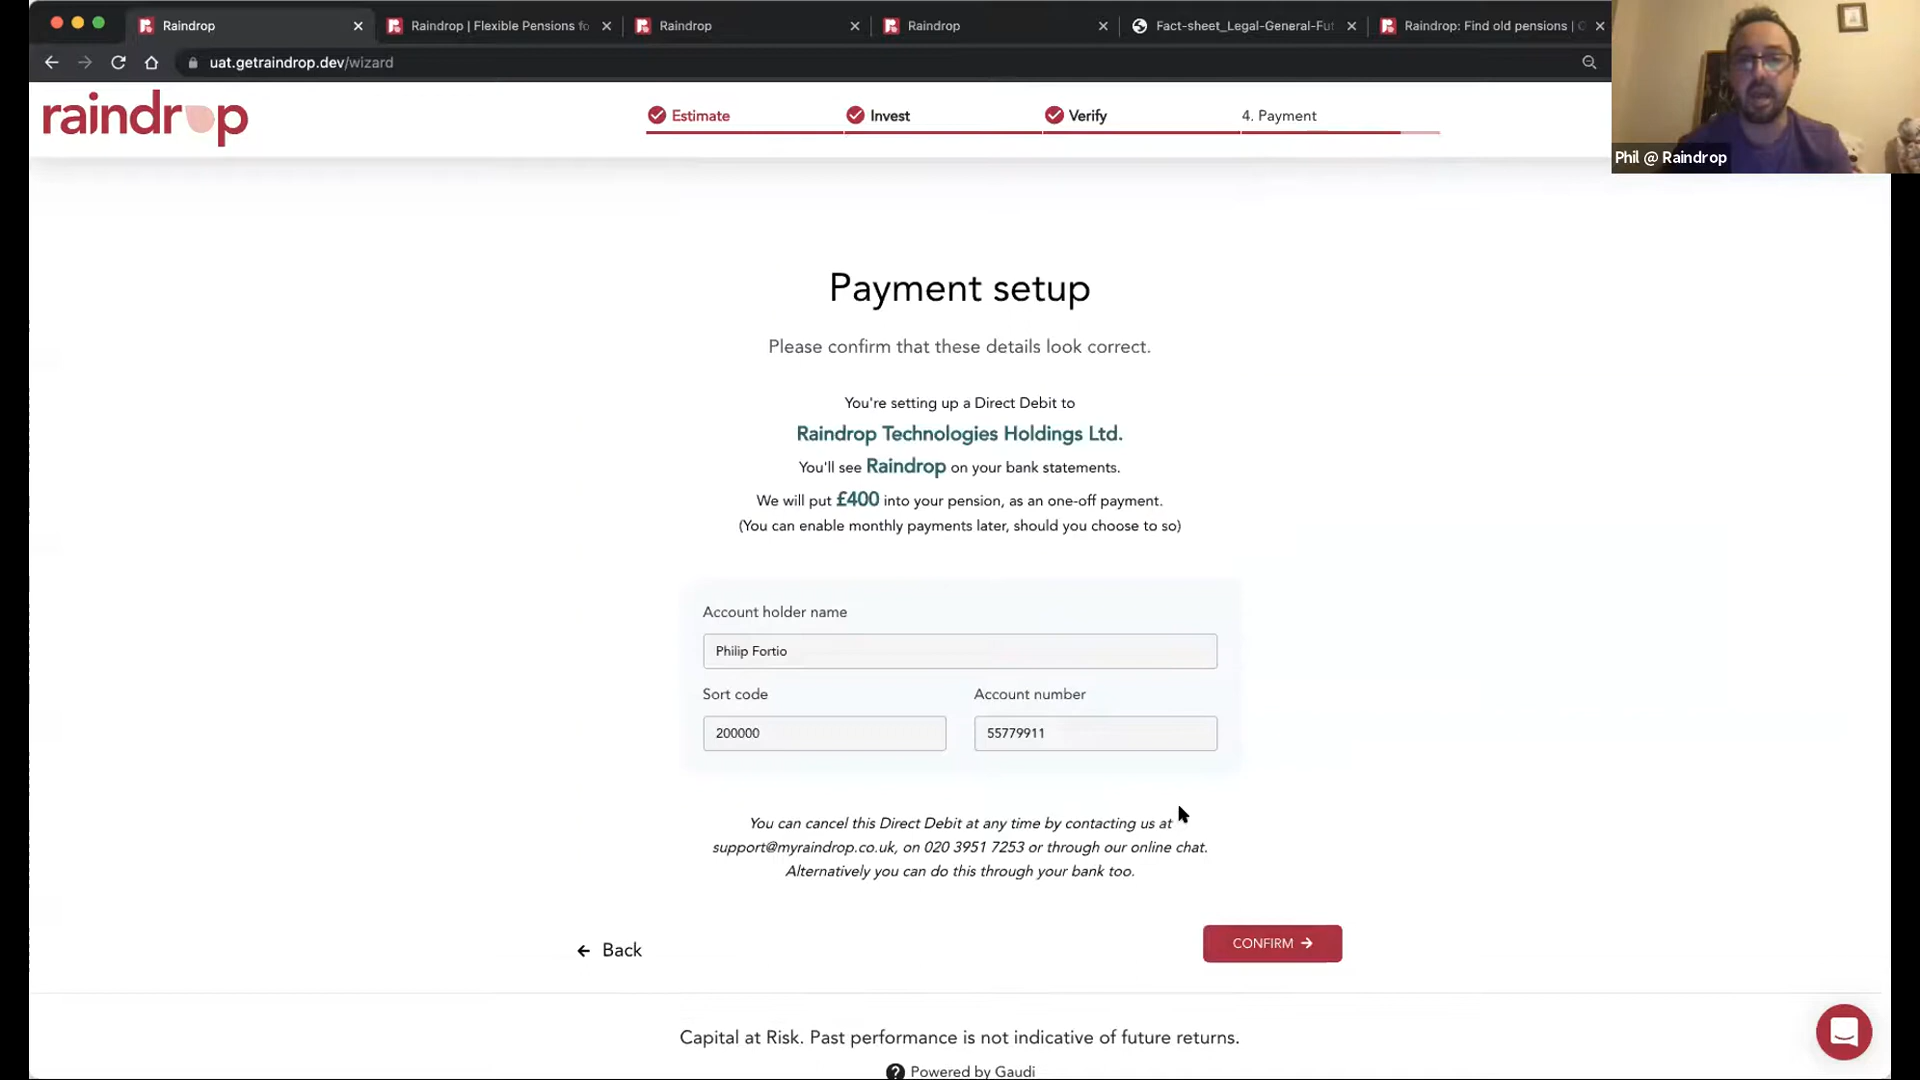 Raindrop
Raindrop | Flexible Pensions fo
Raindrop
Raindrop
Fact-sheet_Legal-General-Fut
Raindrop: Find old pensions |
uat.getraindrop.dev/wizard
raindrop
Estimate
Invest
Verify
4. Payment
Phil @ Raindrop
Payment setup
Please confirm that these details look correct.
You're setting up a Direct Debit to
Raindrop Technologies Holdings Ltd.
You'll see Raindrop on your bank statements.
We will put £400 into your pension, as an one-off payment.
(You can enable monthly payments later, should you choose to so)
Account holder name
Philip Fortio
Sort code
Account number
200000
55779911
You can cancel this Direct Debit at any time by contacting us at
support@myraindrop.co.uk, on 020 3951 7253 or through our online chat.
Alternatively you can do this through your bank too.
← Back
CONFIRM →
Capital at Risk. Past performance is not indicative of future returns.
? Powered by Gaudi